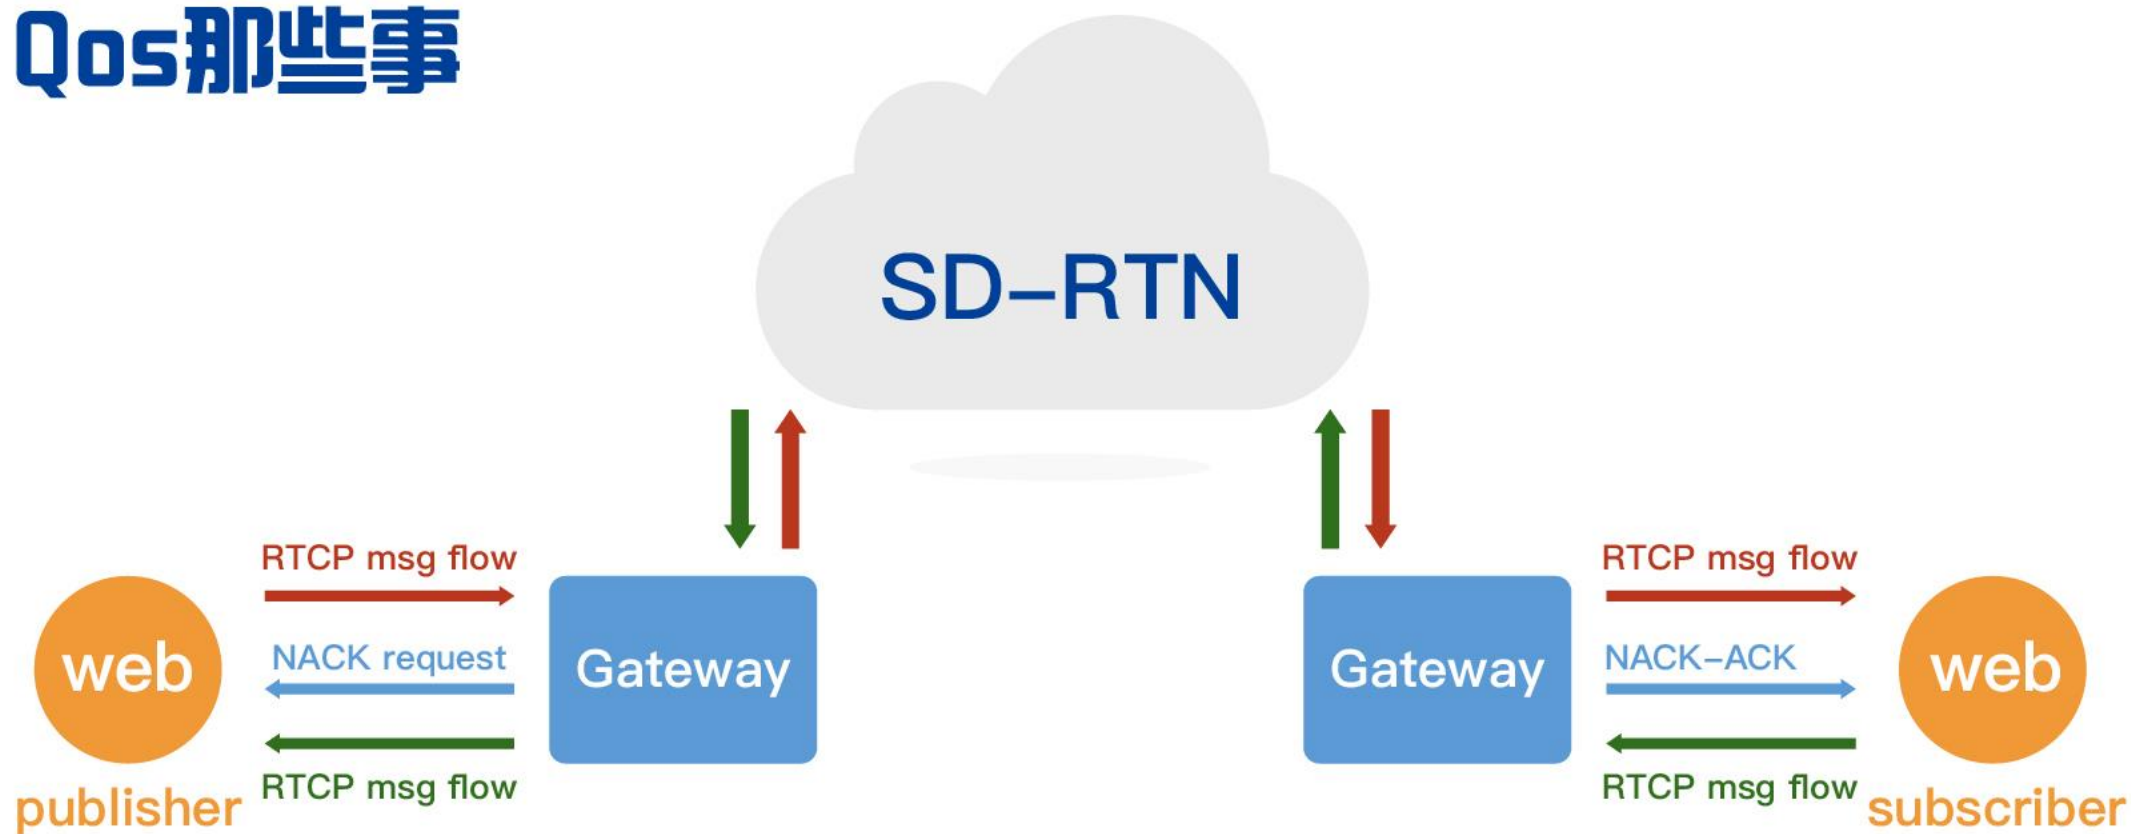 Qos那些事
SD-RTN
RTCP msg flow
RTCP msg flow
web
NACK request
Gateway
Gateway
NACK-ACK
web
RTCP msg flow
RTCP msg flow
publisher
subscriber